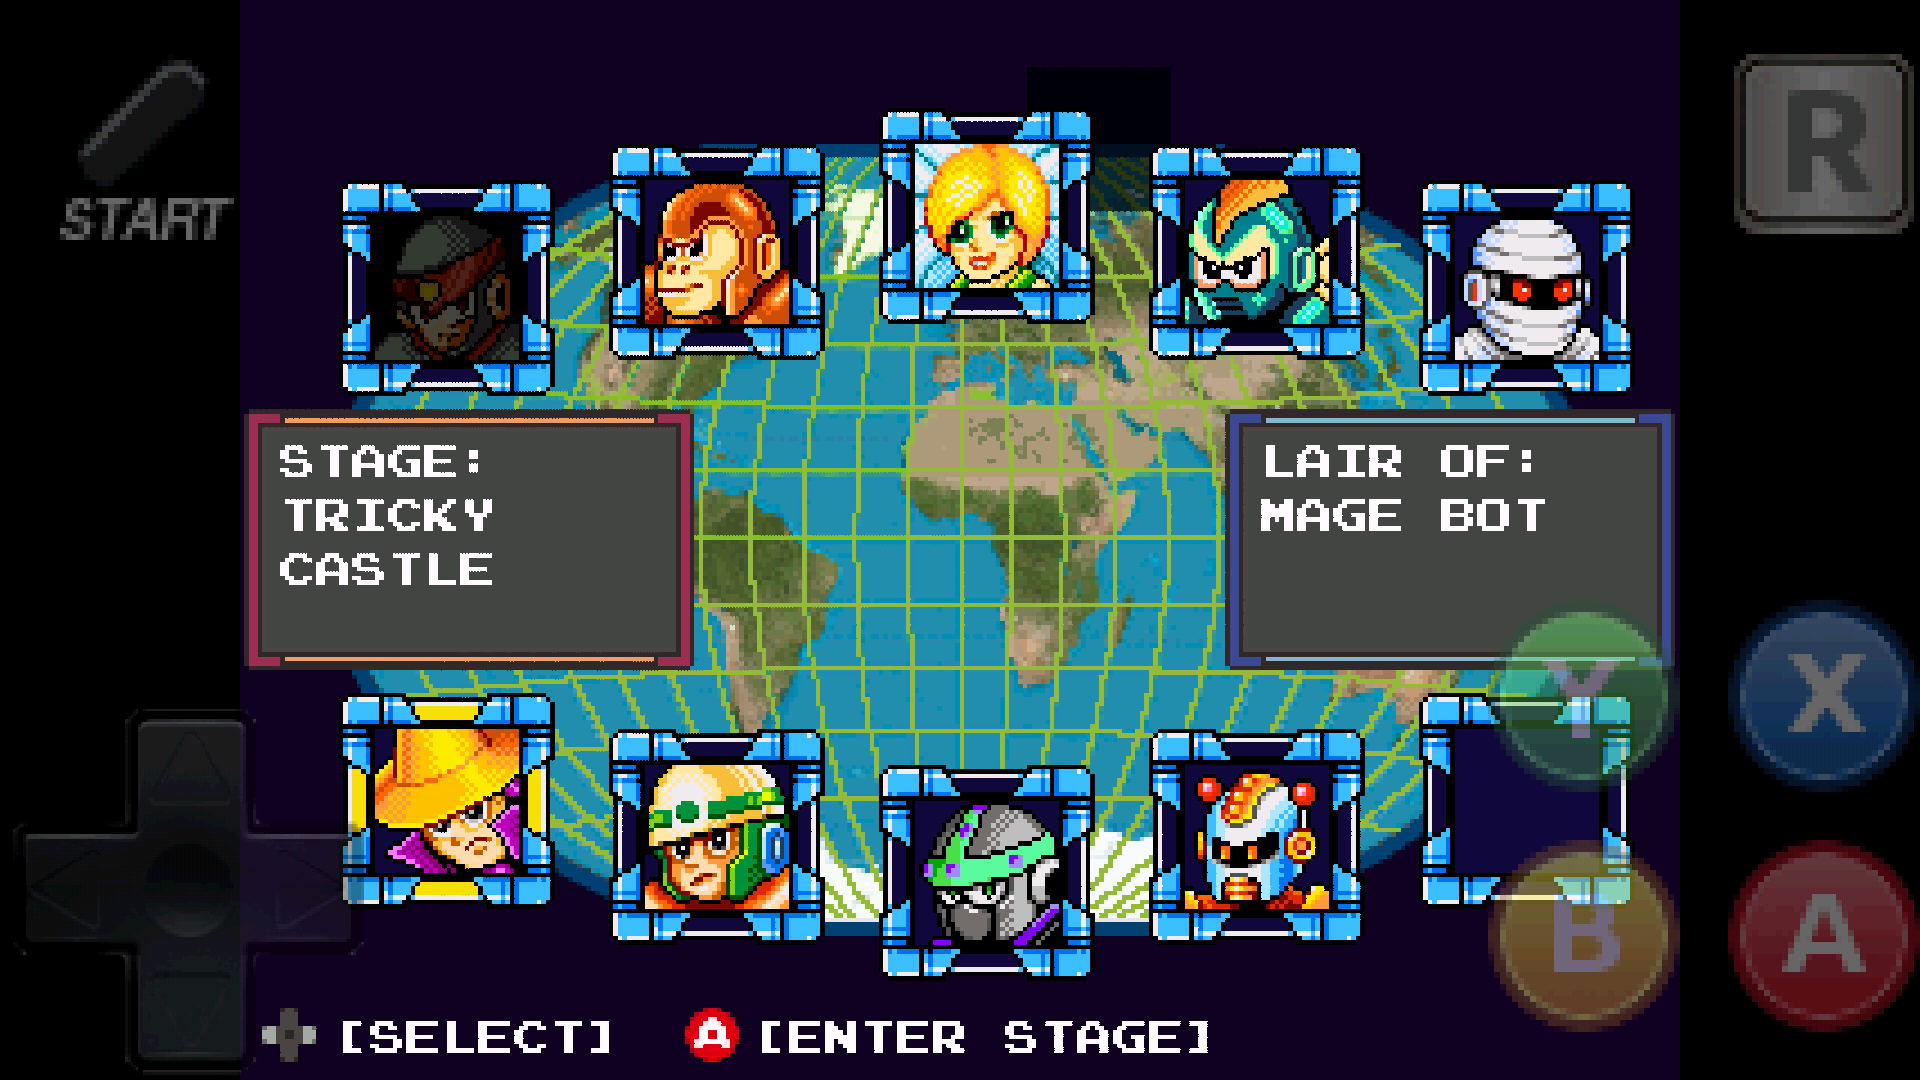 START
R
STAGE:
TRICKY
CASTLE
LAIR OF:
MAGE BOT
Y
X
B
A
[SELECT]
A [ENTER STAGE]